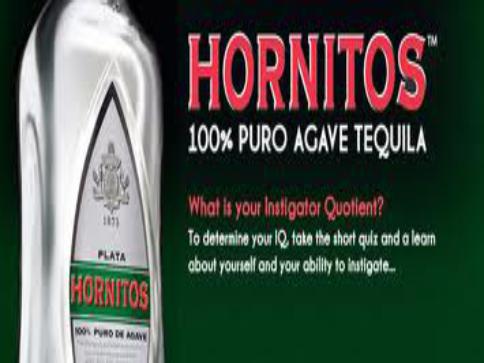 HORNITOS™
100% PURO AGAVE TEQUILA
What is your Instigator Quotient?
To determine your IQ, take the short quiz and a learn
about yourself and your ability to instigate...
1873
PLATA
HORNITOS
100% PURO DE AGAVE